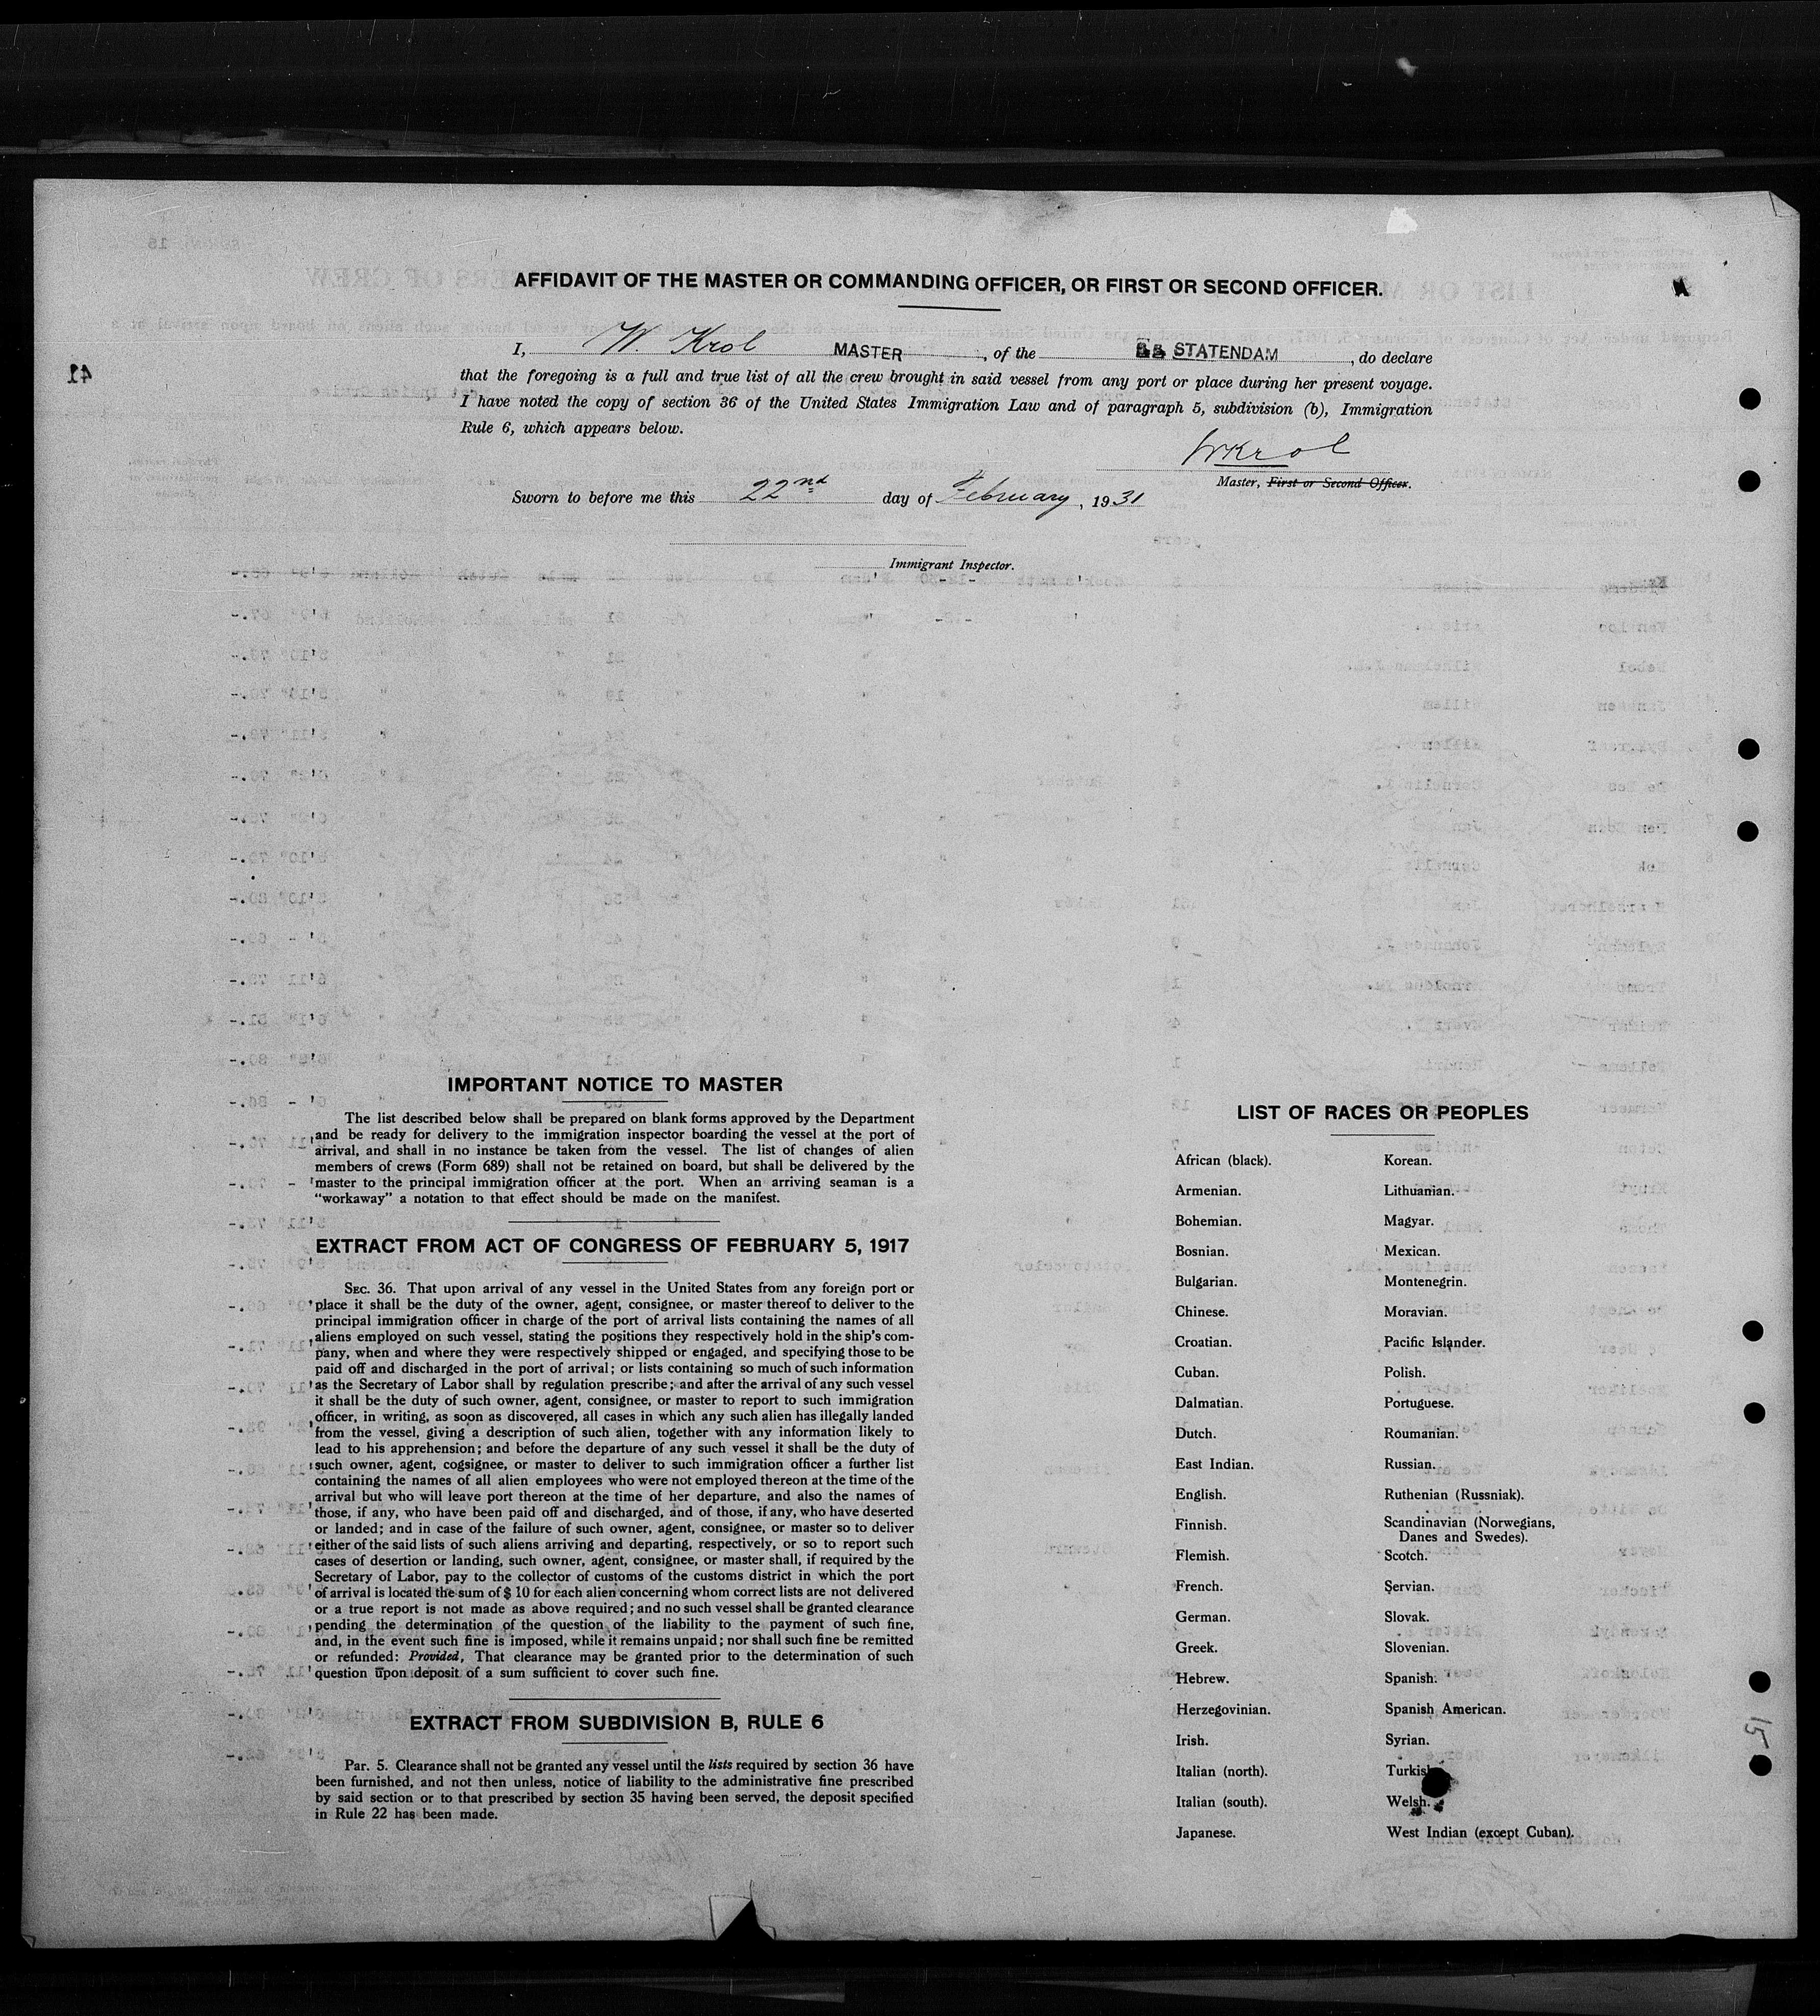 AFFIDAVIT OF THE MASTER OR COMMANDING OFFICER, OR FIRST OR SECOND OFFICER.
I, W. Krol MASTER, of the SS STATENDAM, do declare
that the foregoing is a full and true list of all the crew brought in said vessel from any port or place during her present voyage.
I have noted the copy of section 36 of the United States Immigration Law and of paragraph 5, subdivision (b), Immigration
Rule 6, which appears below.
WKrol
Master, First or Second Officer.
Sworn to before me this 22nd day of February, 1931
Immigrant Inspector.
41
IMPORTANT NOTICE TO MASTER
The list described below shall be prepared on blank forms approved by the Department
and be ready for delivery to the immigration inspector boarding the vessel at the port of
arrival, and shall in no instance be taken from the vessel. The list of changes of alien
members of crews (Form 689) shall not be retained on board, but shall be delivered by the
master to the principal immigration officer at the port. When an arriving seaman is a
"workaway" a notation to that effect should be made on the manifest.
EXTRACT FROM ACT OF CONGRESS OF FEBRUARY 5, 1917
SEC. 36. That upon arrival of any vessel in the United States from any foreign port or
place it shall be the duty of the owner, agent, consignee, or master thereof to deliver to the
principal immigration officer in charge of the port of arrival lists containing the names of all
aliens employed on such vessel, stating the positions they respectively hold in the ship's com-
pany, when and where they were respectively shipped or engaged, and specifying those to be
paid off and discharged in the port of arrival; or lists containing so much of such information
as the Secretary of Labor shall by regulation prescribe; and after the arrival of any such vessel
it shall be the duty of such owner, agent, consignee, or master to report to such immigration
officer, in writing, as soon as discovered, all cases in which any such alien has illegally landed
from the vessel, giving a description of such alien, together with any information likely to
lead to his apprehension; and before the departure of any such vessel it shall be the duty of
such owner, agent, cogsignee, or master to deliver to such immigration officer a further list
containing the names of all alien employees who were not employed thereon at the time of the
arrival but who will leave port thereon at the time of her departure, and also the names of
those, if any, who have been paid off and discharged, and of those, if any, who have deserted
or landed; and in case of the failure of such owner, agent, consignee, or master so to deliver
either of the said lists of such aliens arriving and departing, respectively, or so to report such
cases of desertion or landing, such owner, agent, consignee, or master shall, if required by the
Secretary of Labor, pay to the collector of customs of the customs district in which the port
of arrival is located the sum of $ 10 for each alien concerning whom correct lists are not delivered
or a true report is not made as above required; and no such vessel shall be granted clearance
pending the determination of the question of the liability to the payment of such fine,
and, in the event such fine is imposed, while it remains unpaid; nor shall such fine be remitted
or refunded: Provided, That clearance may be granted prior to the determination of such
question upon deposit of a sum sufficient to cover such fine.
EXTRACT FROM SUBDIVISION B, RULE 6
Par. 5. Clearance shall not be granted any vessel until the lists required by section 36 have
been furnished, and not then unless, notice of liability to the administrative fine prescribed
by said section or to that prescribed by section 35 having been served, the deposit specified
in Rule 22 has been made.
LIST OF RACES OR PEOPLES
African (black).
Armenian.
Bohemian.
Bosnian.
Bulgarian.
Chinese.
Croatian.
Cuban.
Dalmatian.
Dutch.
East Indian.
English.
Finnish.
Flemish.
French.
German.
Greek.
Hebrew.
Herzegovinian.
Irish.
Italian (north).
Italian (south).
Japanese.
Korean.
Lithuanian.
Magyar.
Mexican.
Montenegrin.
Moravian.
Pacific Islander.
Polish.
Portuguese.
Roumanian.
Russian.
Ruthenian (Russniak).
Scandinavian (Norwegians,
Danes and Swedes).
Scotch.
Servian.
Slovak.
Slovenian.
Spanish.
Spanish American.
Syrian.
Turkish
Welsh.
West Indian (except Cuban).
15